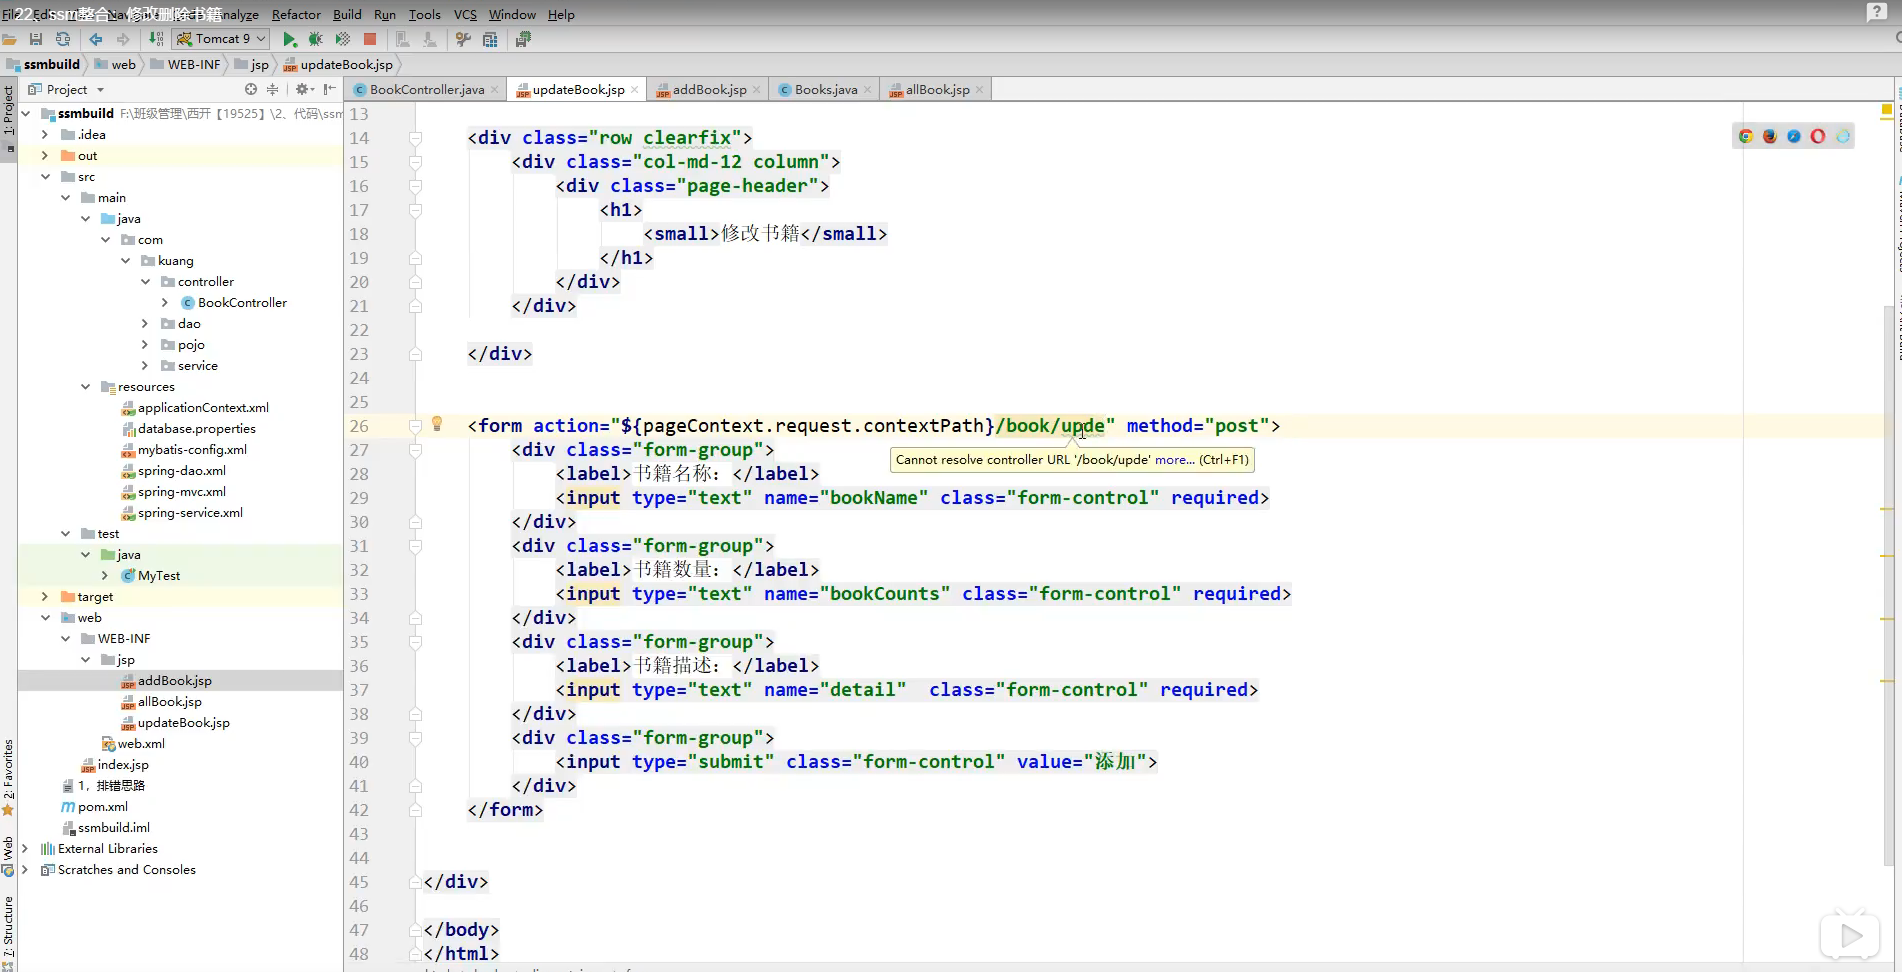 22、ssm整合：修改删除书籍
Analyze Refactor Build Run Tools VCS Window Help
Tomcat 9
ssmbuild web WEB-INF jsp updateBook.jsp
Project
BookController.java updateBook.jsp addBook.jsp Books.java allBook.jsp
1: Project
ssmbuild F:\班级管理\西开【19525】\2、代码\ssm
.idea
out
src
main
java
com
kuang
controller
BookController
dao
pojo
service
resources
applicationContext.xml
database.properties
mybatis-config.xml
spring-dao.xml
spring-mvc.xml
spring-service.xml
test
java
MyTest
target
web
WEB-INF
jsp
addBook.jsp
allBook.jsp
updateBook.jsp
web.xml
index.jsp
1，排错思路
pom.xml
ssmbuild.iml
External Libraries
Scratches and Consoles
2: Favorites
Web
7: Structure
13
14 <div class="row clearfix">
15 <div class="col-md-12 column">
16 <div class="page-header">
17 <h1>
18 <small>修改书籍</small>
19 </h1>
20 </div>
21 </div>
22
23 </div>
24
25
26 <form action="${pageContext.request.contextPath}/book/upde" method="post">
27 <div class="form-group">
Cannot resolve controller URL '/book/upde' more... (Ctrl+F1)
28 <label>书籍名称：</label>
29 <input type="text" name="bookName" class="form-control" required>
30 </div>
31 <div class="form-group">
32 <label>书籍数量：</label>
33 <input type="text" name="bookCounts" class="form-control" required>
34 </div>
35 <div class="form-group">
36 <label>书籍描述：</label>
37 <input type="text" name="detail"  class="form-control" required>
38 </div>
39 <div class="form-group">
40 <input type="submit" class="form-control" value="添加">
41 </div>
42 </form>
43
44
45 </div>
46
47 </body>
48 </html>